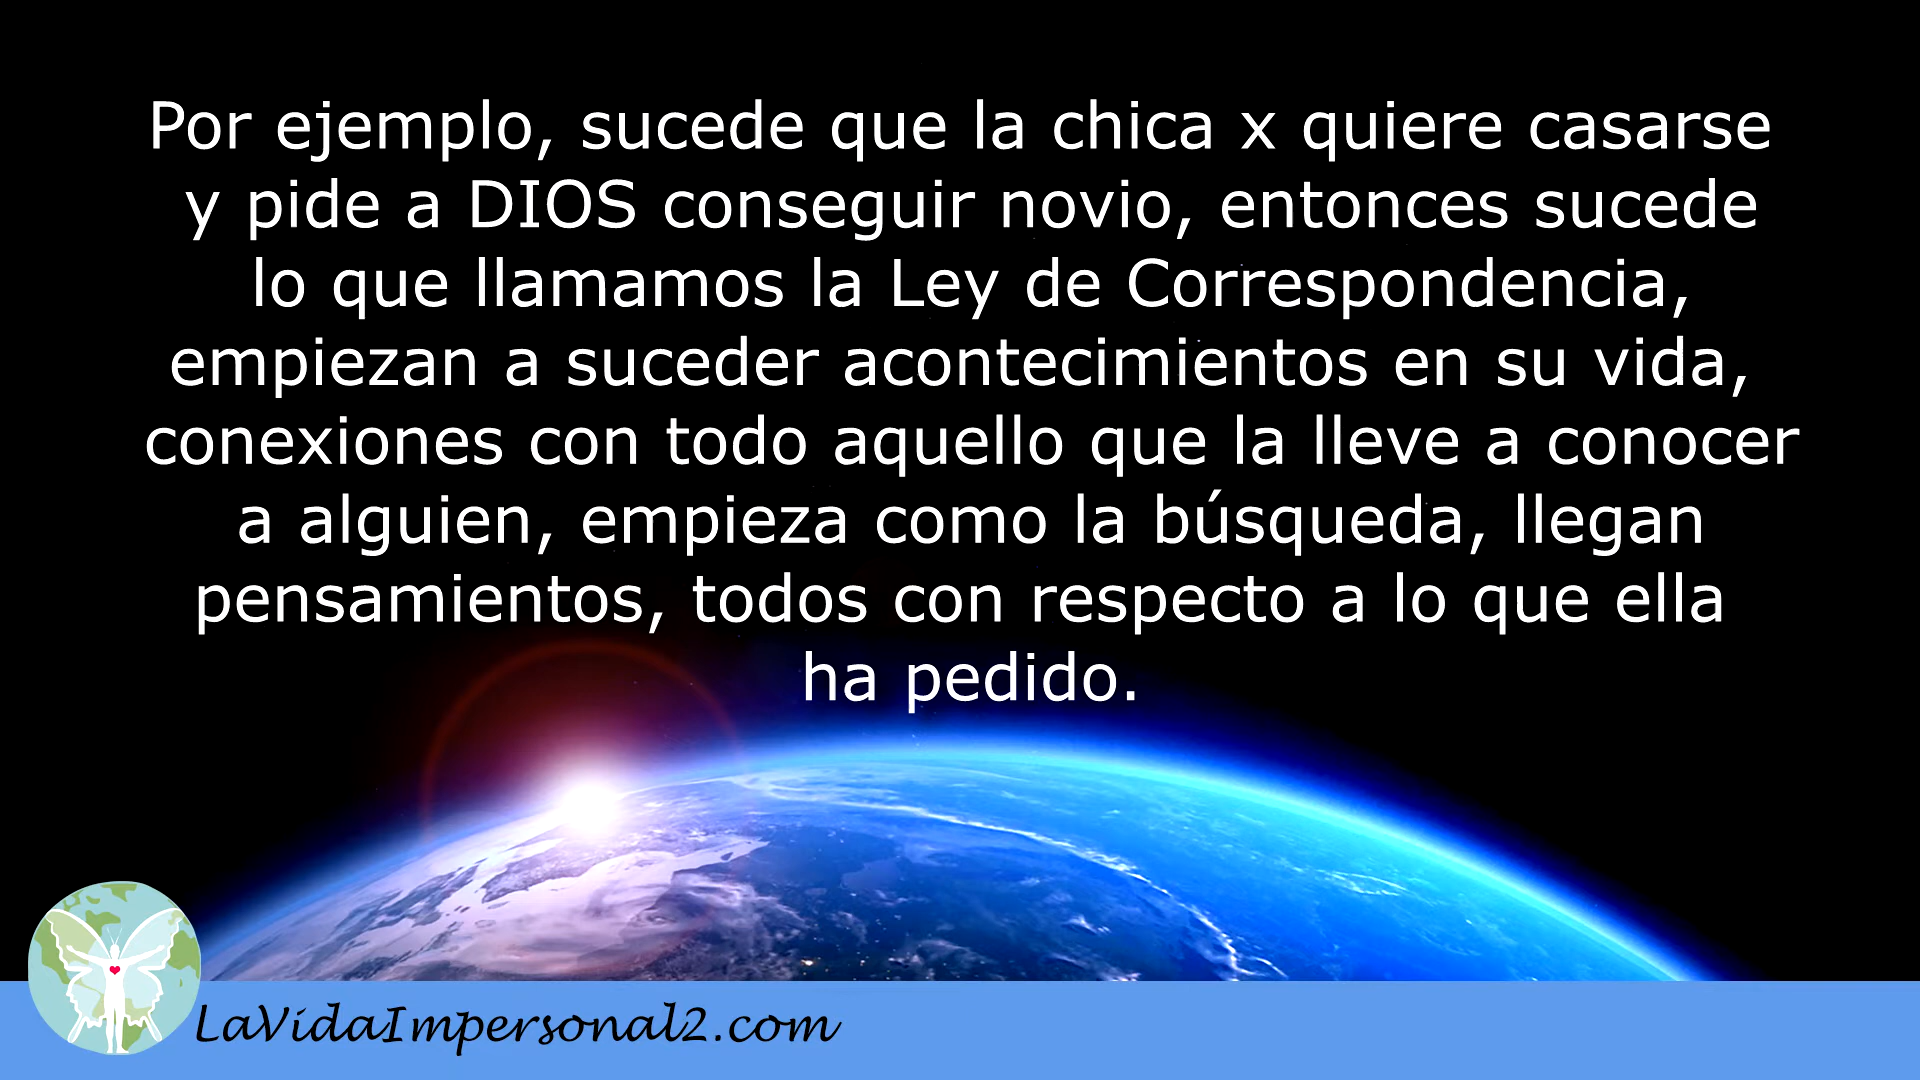 Por ejemplo, sucede que la chica x quiere casarse
y pide a DIOS conseguir novio, entonces sucede
lo que llamamos la Ley de Correspondencia,
empiezan a suceder acontecimientos en su vida,
conexiones con todo aquello que la lleve a conocer
a alguien, empieza como la búsqueda, llegan
pensamientos, todos con respecto a lo que ella
ha pedido.
LaVidaImpersonal2.com